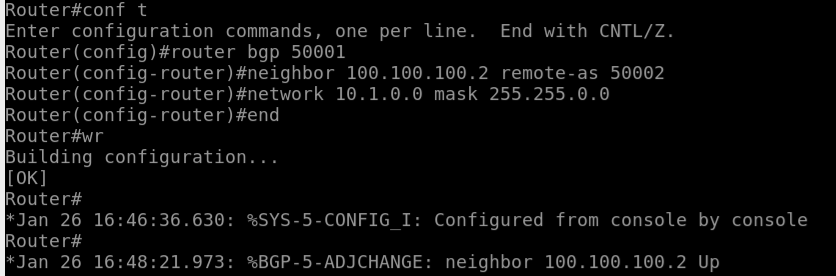 Router#conf t
Enter configuration commands, one per line.  End with CNTL/Z.
Router(config)#router bgp 50001
Router(config-router)#neighbor 100.100.100.2 remote-as 50002
Router(config-router)#network 10.1.0.0 mask 255.255.0.0
Router(config-router)#end
Router#wr
Building configuration...
[OK]
Router#
*Jan 26 16:46:36.630: %SYS-5-CONFIG_I: Configured from console by console
Router#
*Jan 26 16:48:21.973: %BGP-5-ADJCHANGE: neighbor 100.100.100.2 Up